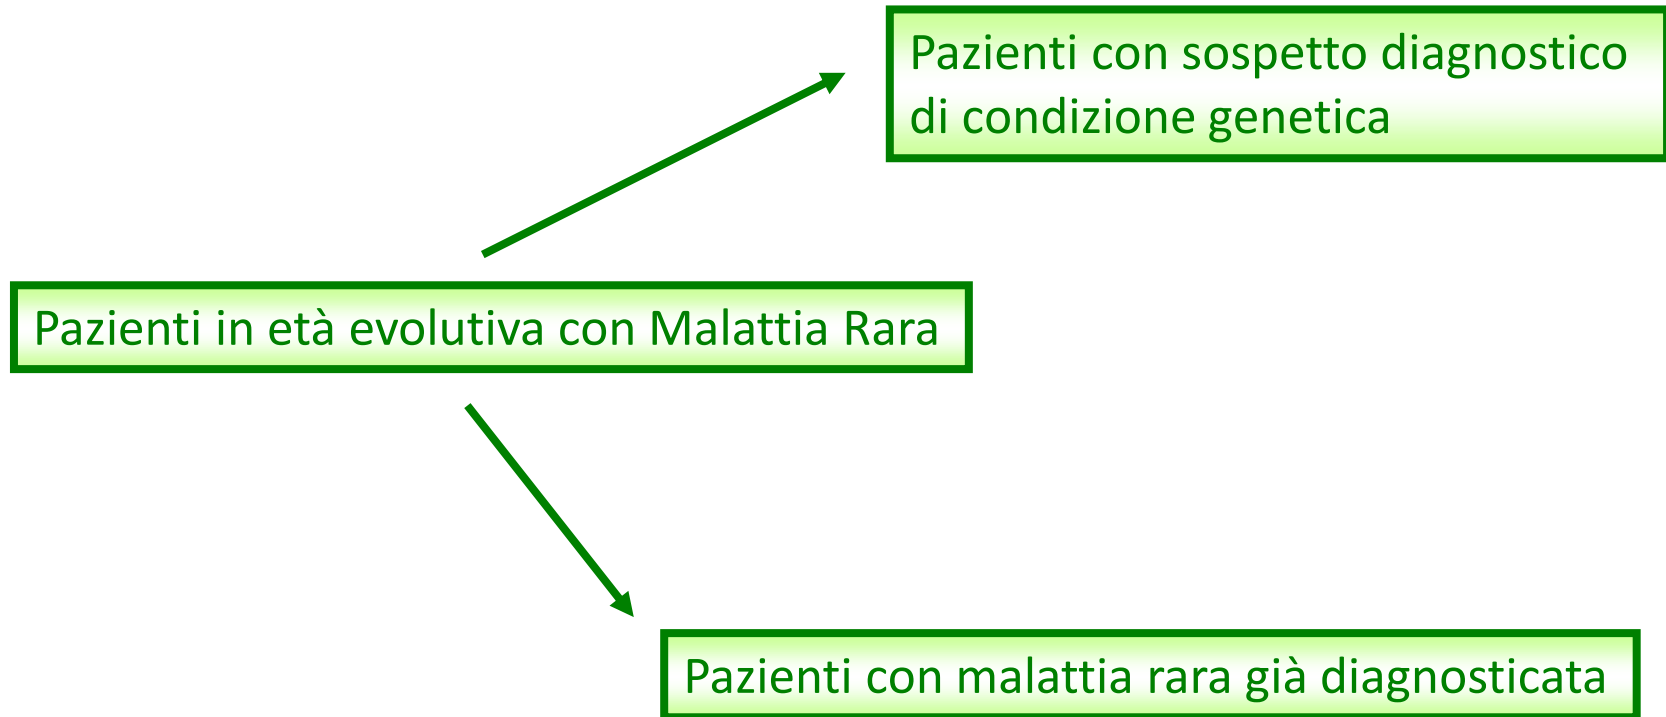 Pazienti con sospetto diagnostico
di condizione genetica
Pazienti in età evolutiva con Malattia Rara
Pazienti con malattia rara già diagnosticata